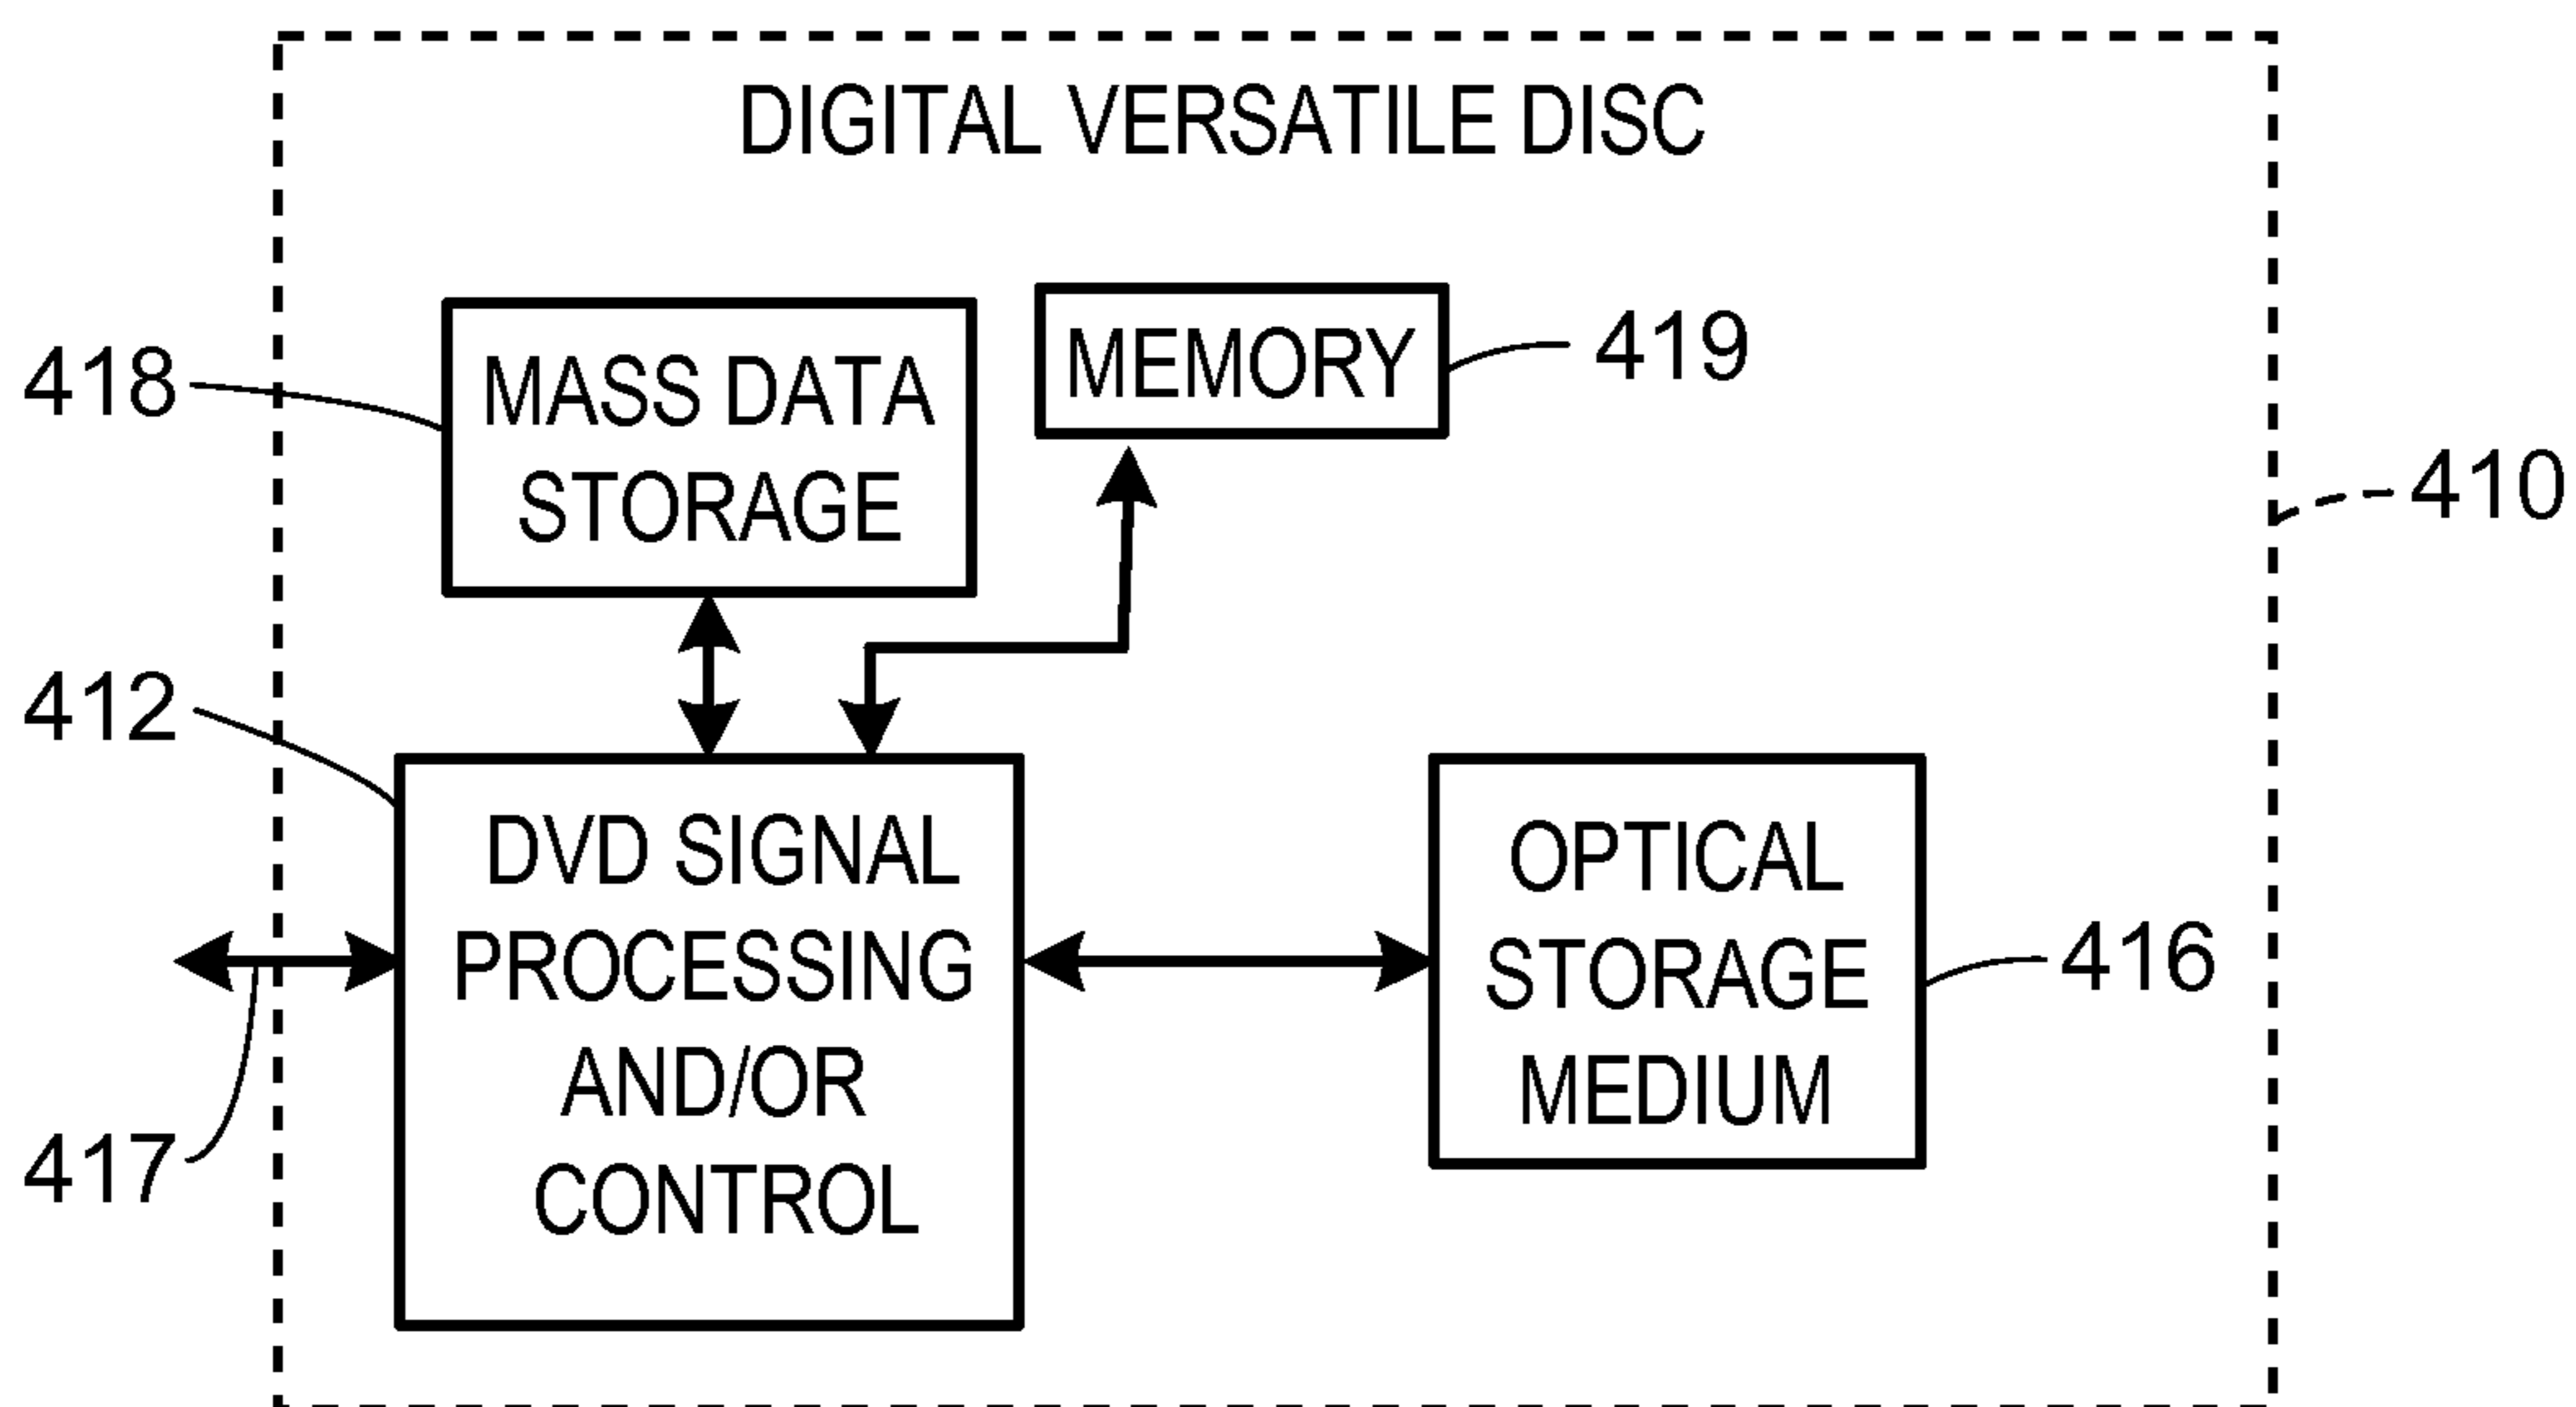 DIGITAL VERSATILE DISC
418
MASS DATA
STORAGE
MEMORY
419
410
412
DVD SIGNAL
PROCESSING
AND/OR
CONTROL
OPTICAL
STORAGE
MEDIUM
416
417